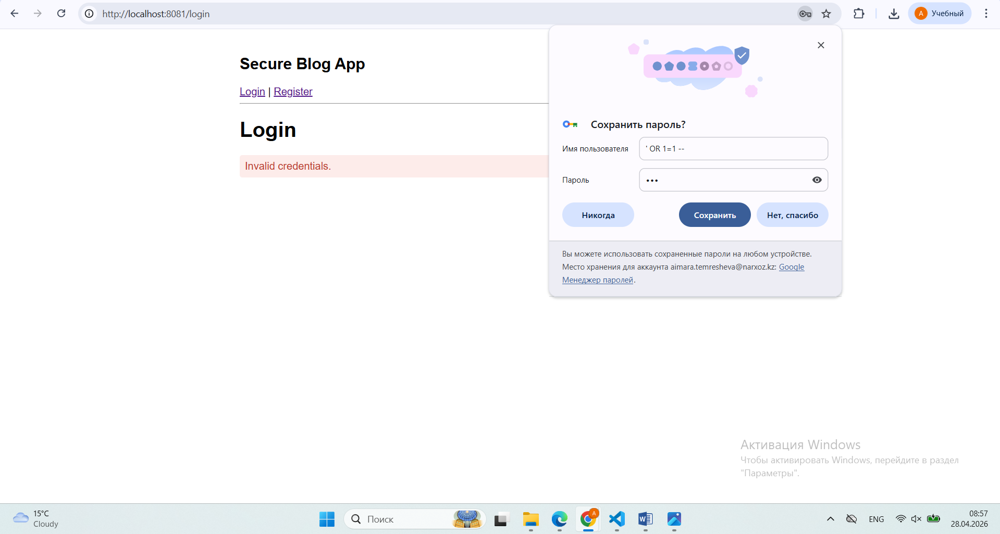 http://localhost:8081/login
A Учебный
Secure Blog App
Login | Register
Login
Invalid credentials.
Сохранить пароль?
Имя пользователя ' OR 1=1 --
Пароль •••
Никогда Сохранить Нет, спасибо
Вы можете использовать сохраненные пароли на любом устройстве.
Место хранения для аккаунта aimara.temresheva@narxoz.kz: Google
Менеджер паролей.
Активация Windows
Чтобы активировать Windows, перейдите в раздел
"Параметры".
15°C
Cloudy
Поиск
A
ENG
08:57
28.04.2026